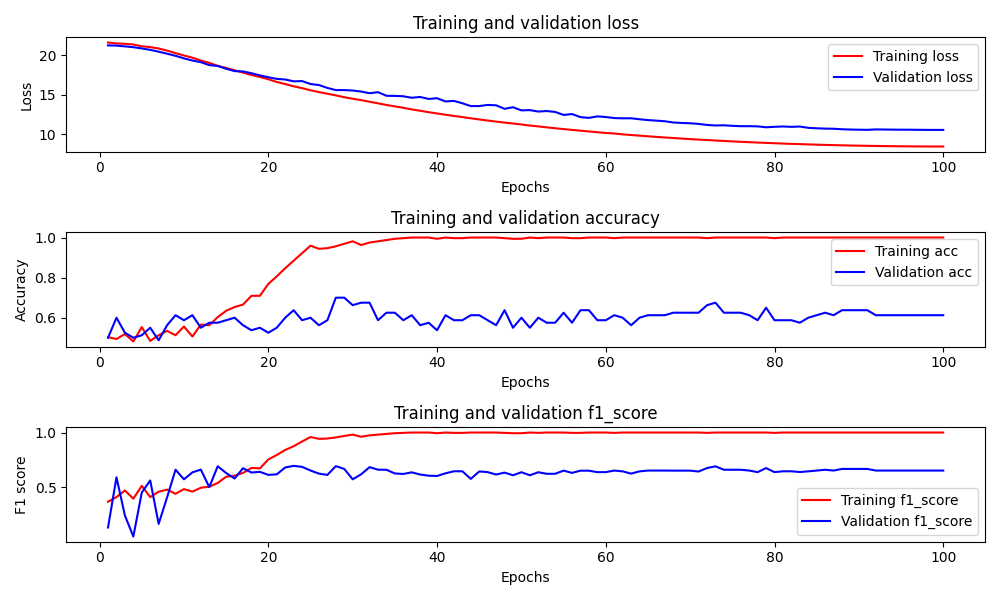 Training and validation loss
20
15
10
Loss
Training loss
Validation loss
0 20 40 60 80 100
Epochs
Training and validation accuracy
1.0
0.8
0.6
Accuracy
Training acc
Validation acc
0 20 40 60 80 100
Epochs
Training and validation f1_score
1.0
0.5
F1 score
Training f1_score
Validation f1_score
0 20 40 60 80 100
Epochs